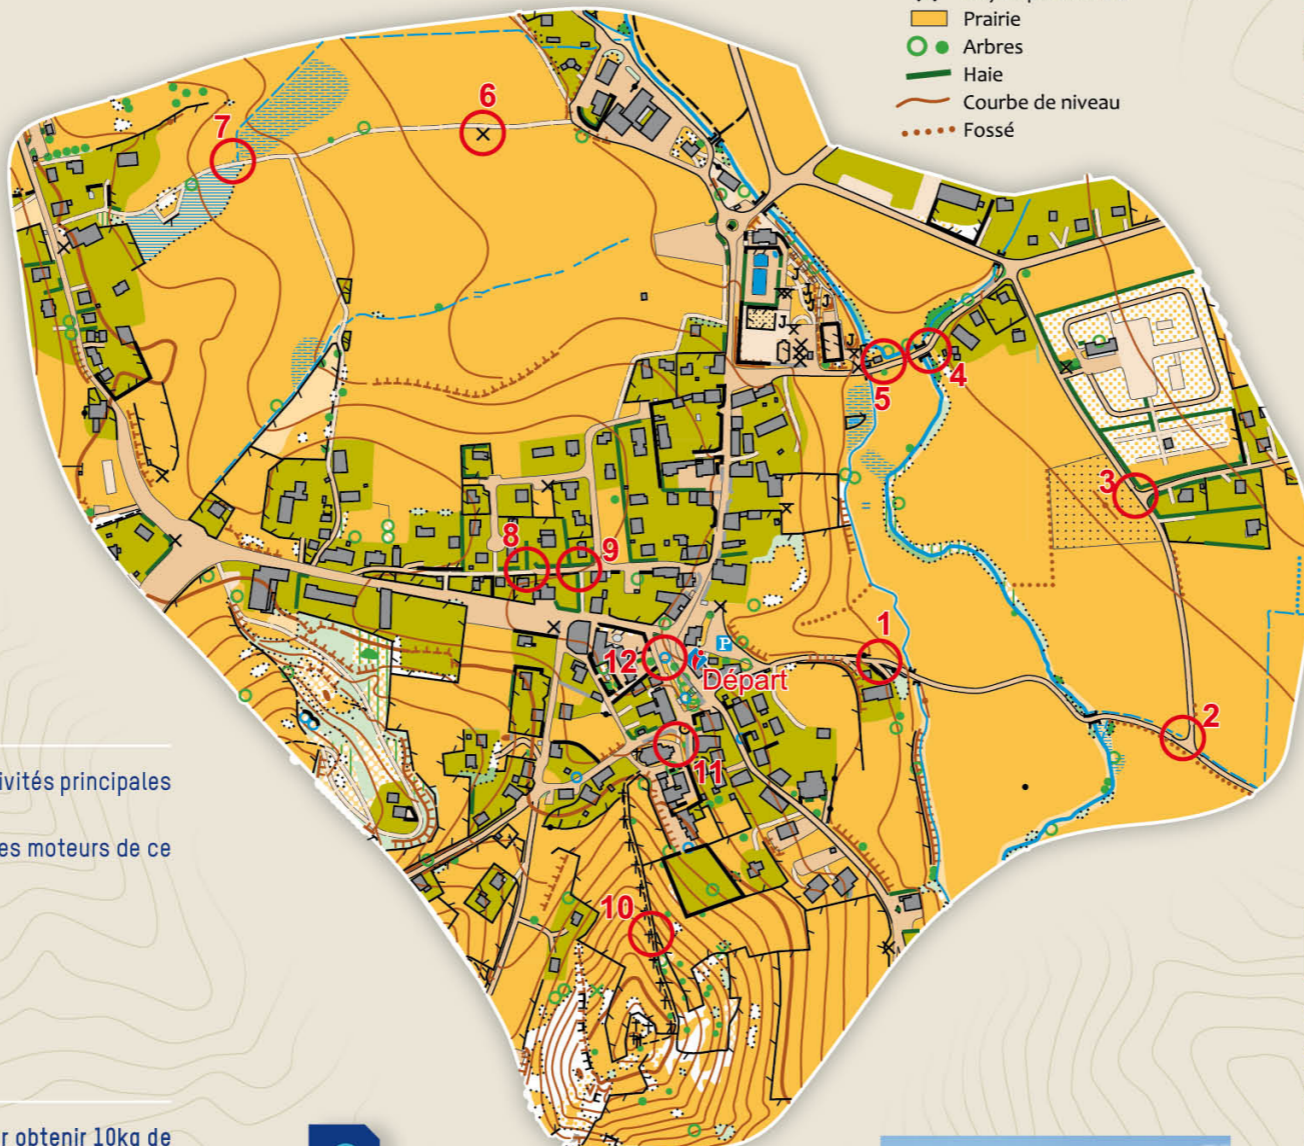 Prairie
Arbres
Haie
Courbe de niveau
Fossé
6
7
4
5
3
8
9
1
P
12
Départ
2
11
10
J
J
J
J
J
J
ivités principales
es moteurs de ce
r obtenir 10kg de